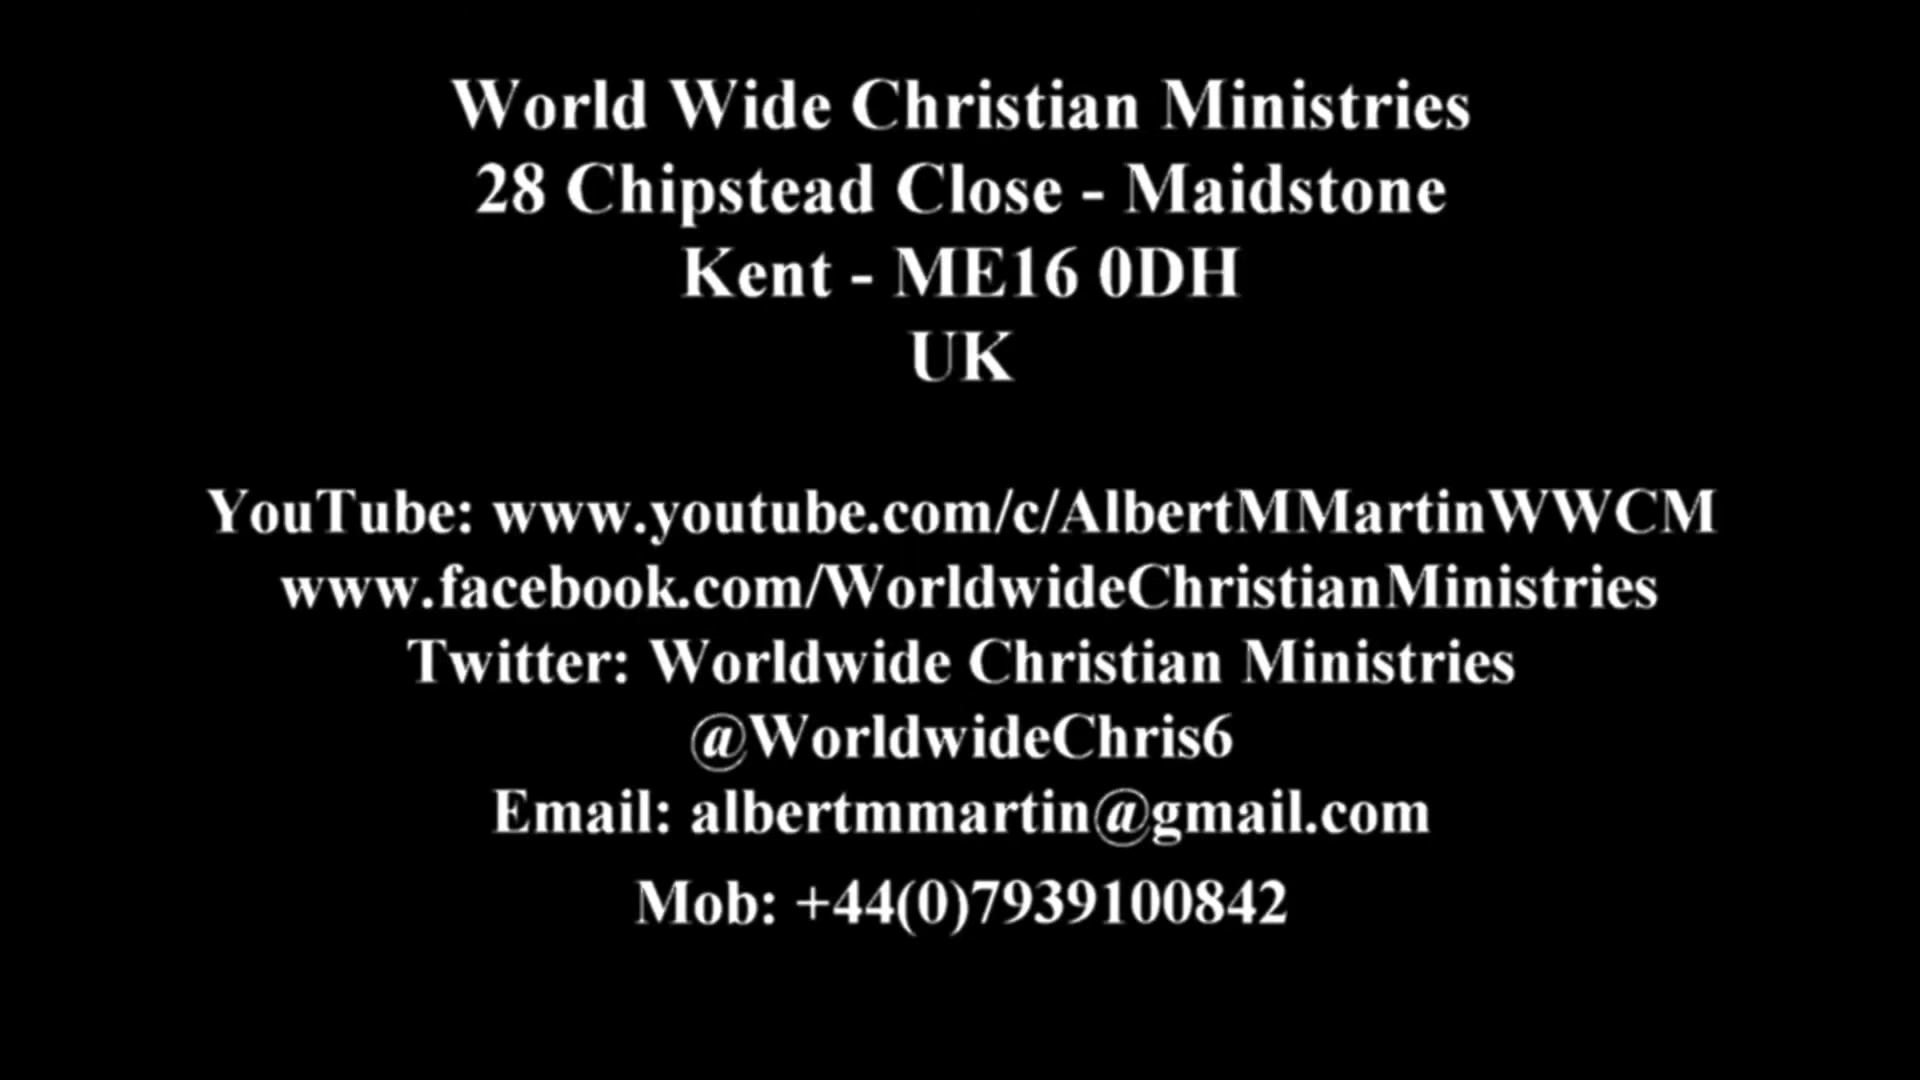 World Wide Christian Ministries
28 Chipstead Close - Maidstone
Kent - ME16 0DH
UK
YouTube: www.youtube.com/c/AlbertMMartinWWCM
www.facebook.com/WorldwideChristianMinistries
Twitter: Worldwide Christian Ministries
@WorldwideChris6
Email: albertmmartin@gmail.com
Mob: +44(0)7939100842